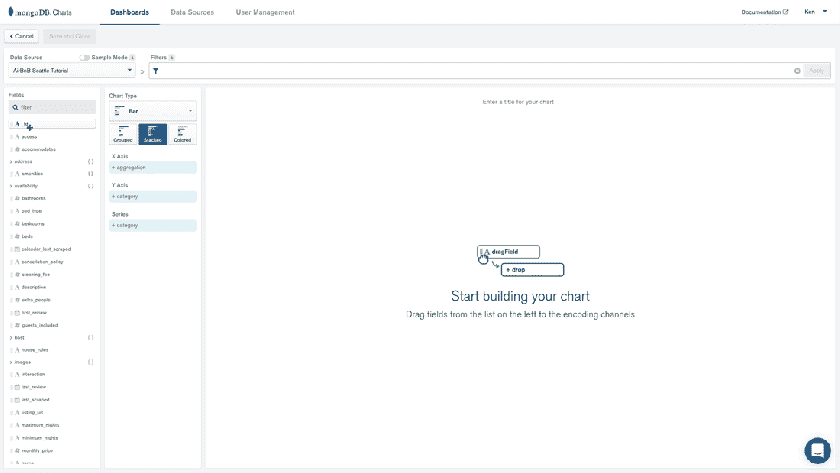 mongoDB. Charts
Dashboards
Data Sources
User Management
Documentation
Ken
Cancel
Save and Close
Data Source
Sample Mode
Filters
AirBnB Seattle Tutorial
Apply
Fields
filter
access
accommodates
address
amenities
availability
bathrooms
bed_type
bedrooms
beds
calendar_last_scraped
cancellation_policy
cleaning_fee
description
extra_people
first_review
guests_included
host
house_rules
images
interaction
last_review
last_scraped
listing_url
maximum_nights
minimum_nights
monthly_price
Chart Type
Bar
Grouped
Stacked
Colored
X Axis
+ aggregation
Y Axis
+ category
Series
+ category
Enter a title for your chart
dragField
+ drop
Start building your chart
Drag fields from the list on the left to the encoding channels